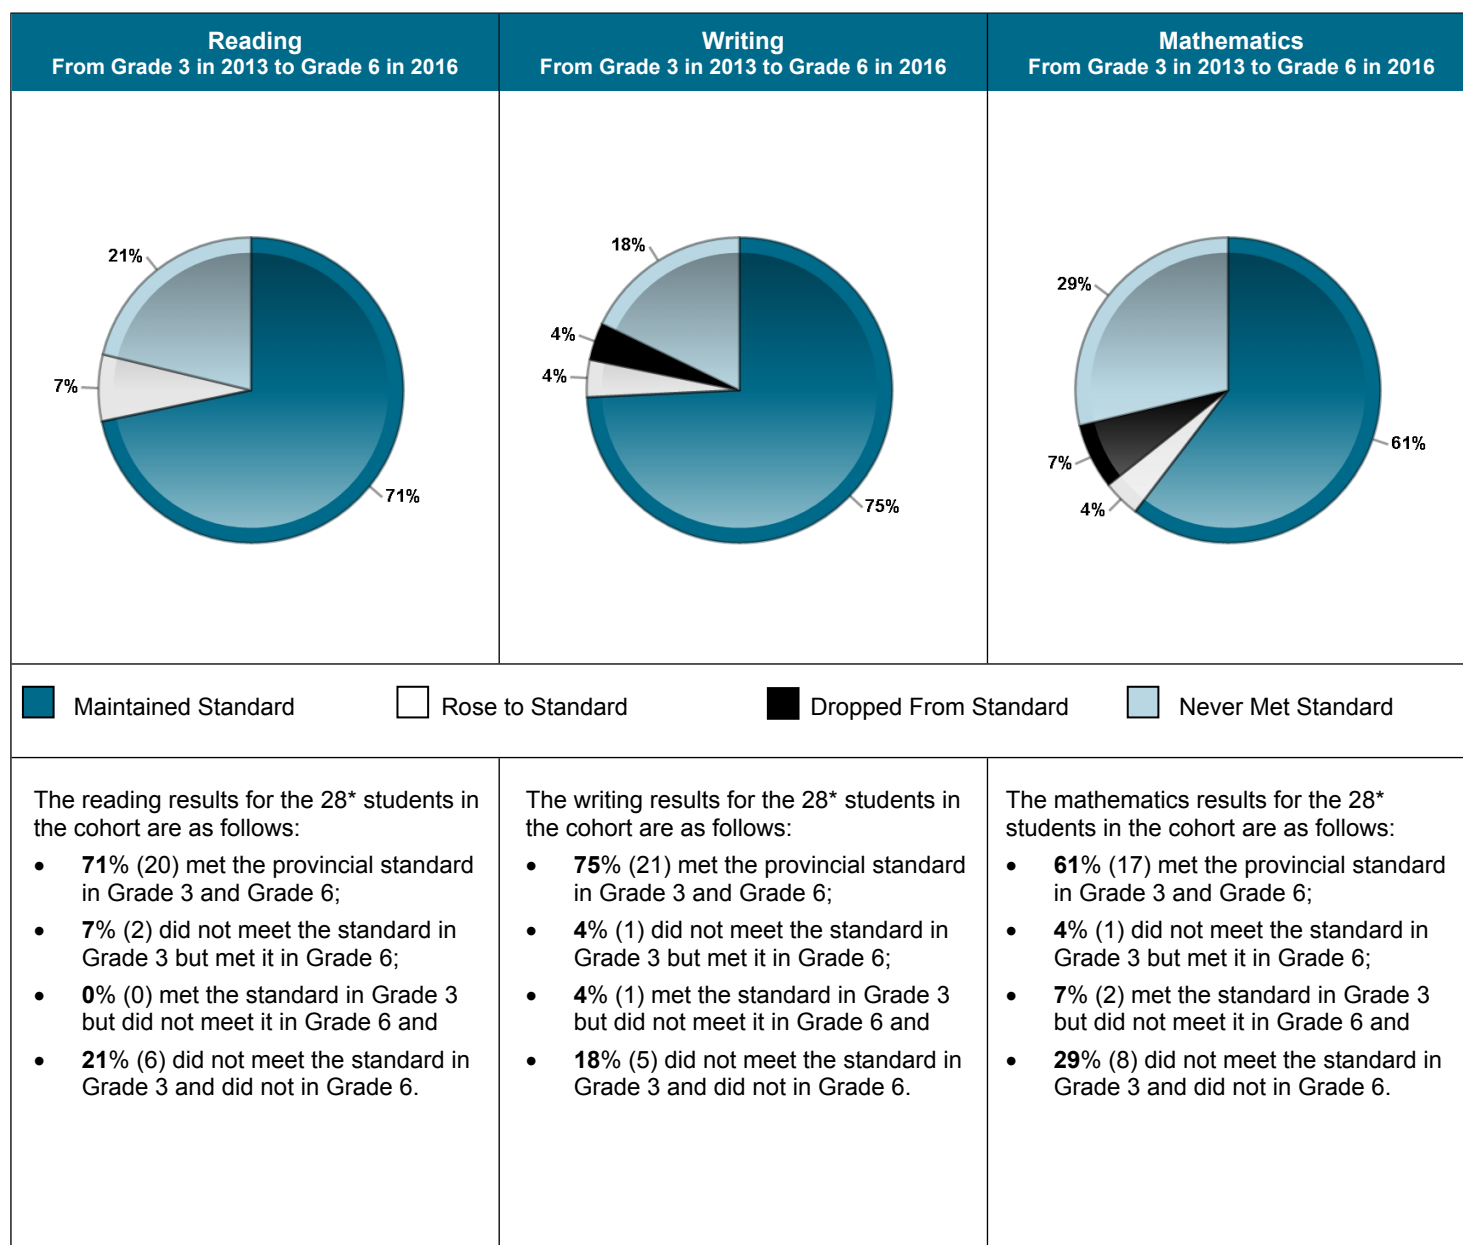 Reading
From Grade 3 in 2013 to Grade 6 in 2016
Writing
From Grade 3 in 2013 to Grade 6 in 2016
Mathematics
From Grade 3 in 2013 to Grade 6 in 2016
21%
7%
71%
18%
4%
4%
75%
29%
7%
4%
61%
Maintained Standard
Rose to Standard
Dropped From Standard
Never Met Standard
The reading results for the 28* students in
the cohort are as follows:
• 71% (20) met the provincial standard
in Grade 3 and Grade 6;
• 7% (2) did not meet the standard in
Grade 3 but met it in Grade 6;
• 0% (0) met the standard in Grade 3
but did not meet it in Grade 6 and
• 21% (6) did not meet the standard in
Grade 3 and did not in Grade 6.
The writing results for the 28* students in
the cohort are as follows:
• 75% (21) met the provincial standard
in Grade 3 and Grade 6;
• 4% (1) did not meet the standard in
Grade 3 but met it in Grade 6;
• 4% (1) met the standard in Grade 3
but did not meet it in Grade 6 and
• 18% (5) did not meet the standard in
Grade 3 and did not in Grade 6.
The mathematics results for the 28*
students in the cohort are as follows:
• 61% (17) met the provincial standard
in Grade 3 and Grade 6;
• 4% (1) did not meet the standard in
Grade 3 but met it in Grade 6;
• 7% (2) met the standard in Grade 3
but did not meet it in Grade 6 and
• 29% (8) did not meet the standard in
Grade 3 and did not in Grade 6.